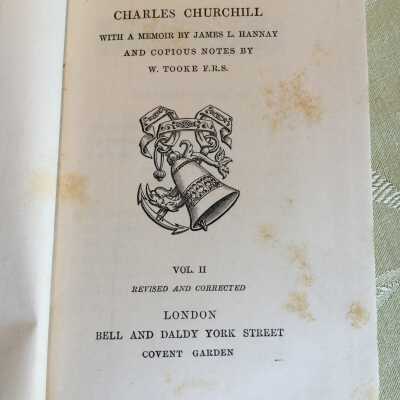 CHARLES CHURCHILL
WITH A MEMOIR BY JAMES L. HANNAY
AND COPIOUS NOTES BY
W. TOOKE F.R.S.
VOL. II
REVISED AND CORRECTED
LONDON
BELL AND DALDY YORK STREET
COVENT GARDEN